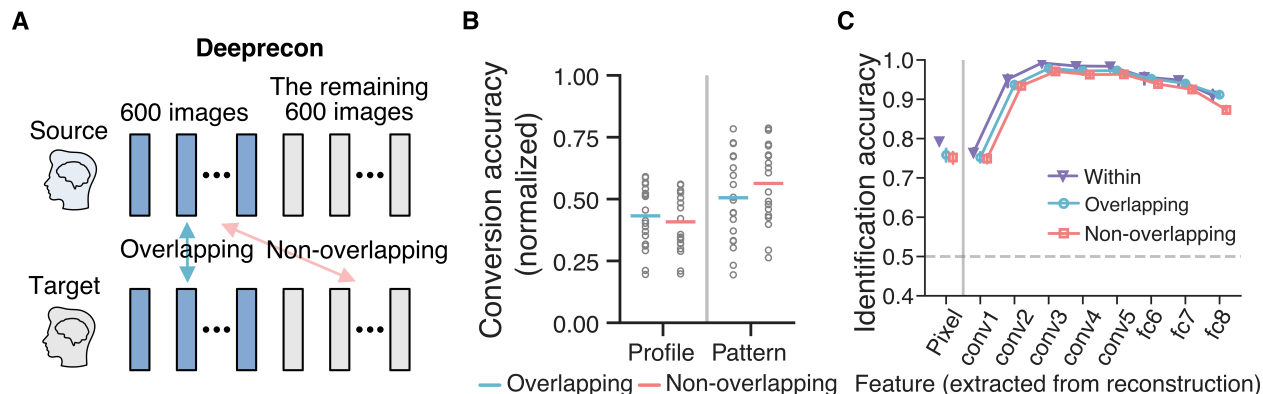 A
Deeprecon
600 images
The remaining
600 images
Source
Overlapping
Non-overlapping
Target
B
Conversion accuracy
(normalized)
1.00
0.75
0.50
0.25
0.00
Profile
Pattern
Overlapping
Non-overlapping
C
Identification accuracy
1.0
0.9
0.8
0.7
0.6
0.5
0.4
Within
Overlapping
Non-overlapping
Pixel
conv1
conv2
conv3
conv4
conv5
fc6
fc7
fc8
Feature (extracted from reconstruction)